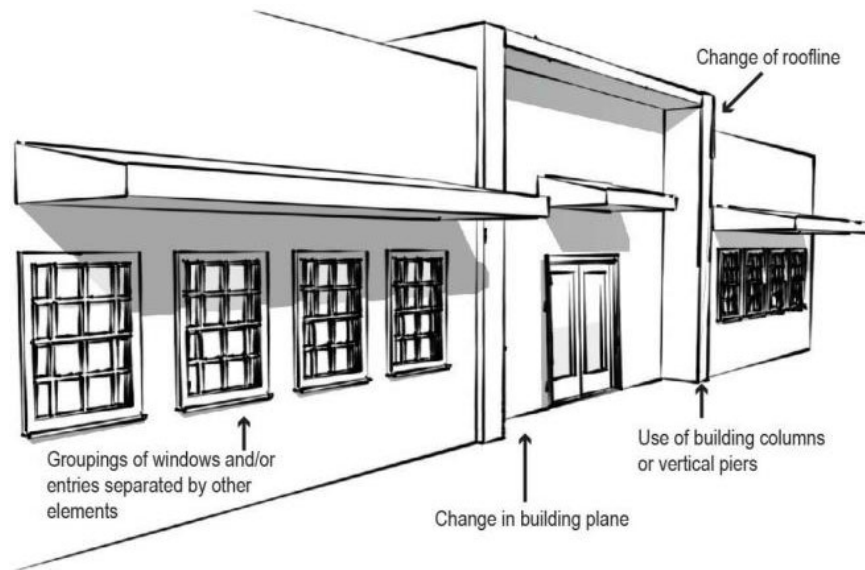 Change of roofline
Groupings of windows and/or
entries separated by other
elements
Change in building plane
Use of building columns
or vertical piers